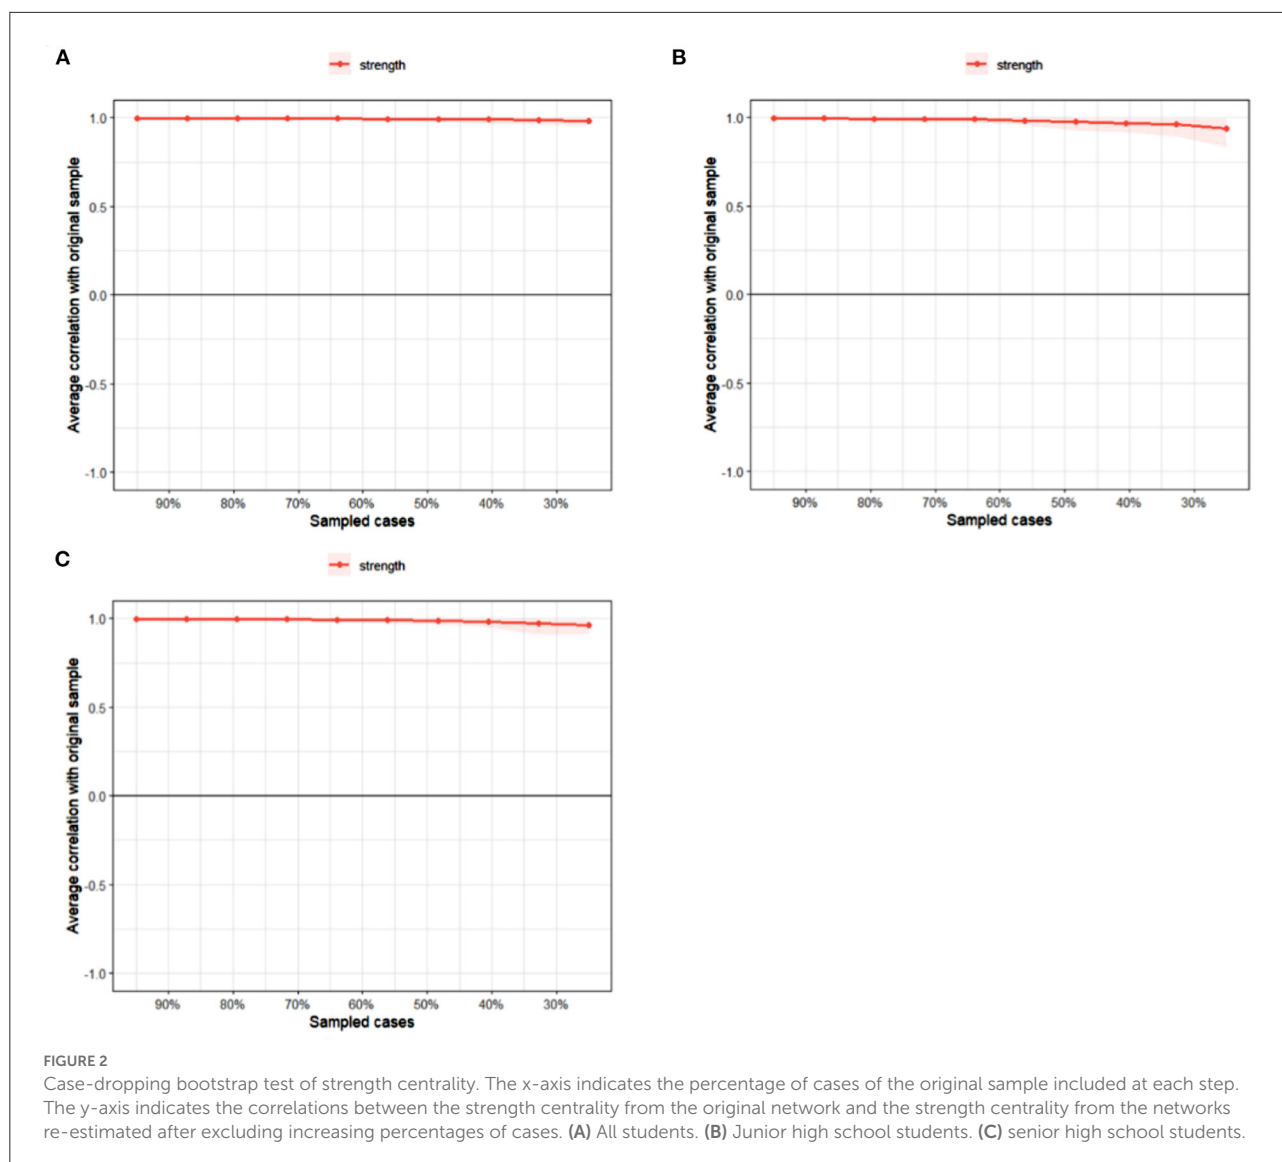 A
strength
1.0
0.5
0.0
-0.5
-1.0
Average correlation with original sample
90% 80% 70% 60% 50% 40% 30%
Sampled cases
B
strength
1.0
0.5
0.0
-0.5
-1.0
Average correlation with original sample
90% 80% 70% 60% 50% 40% 30%
Sampled cases
C
strength
1.0
0.5
0.0
-0.5
-1.0
Average correlation with original sample
90% 80% 70% 60% 50% 40% 30%
Sampled cases
FIGURE 2
Case-dropping bootstrap test of strength centrality. The x-axis indicates the percentage of cases of the original sample included at each step.
The y-axis indicates the correlations between the strength centrality from the original network and the strength centrality from the networks
re-estimated after excluding increasing percentages of cases. (A) All students. (B) Junior high school students. (C) senior high school students.